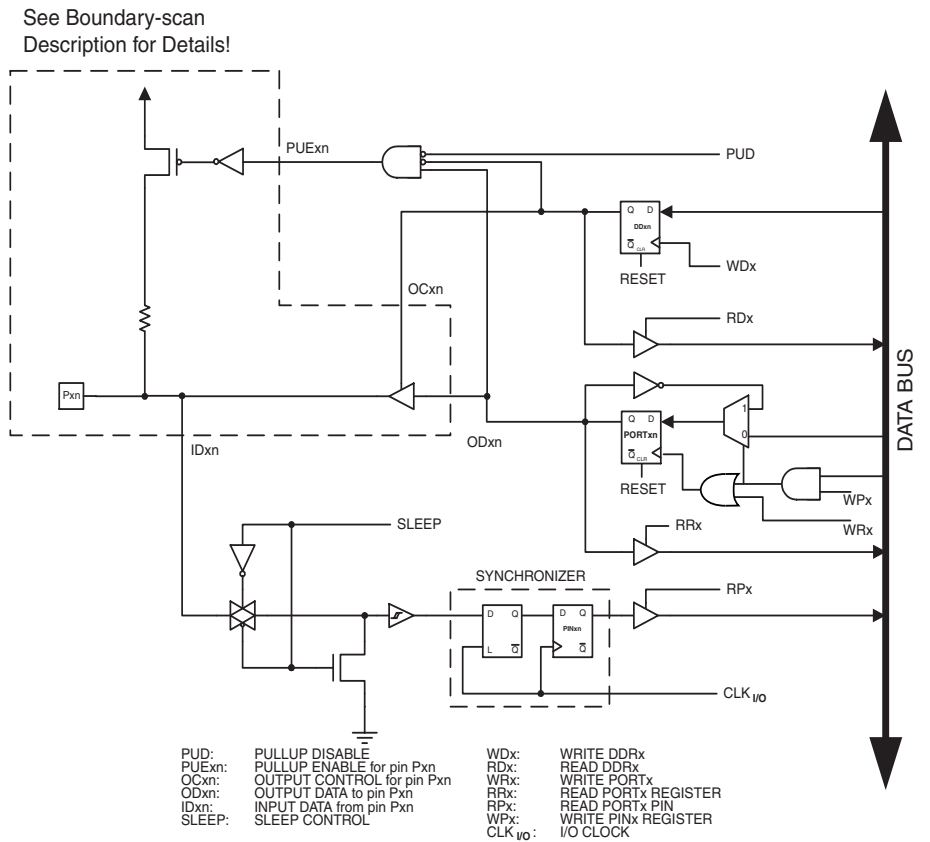 See Boundary-scan
Description for Details!
PUExn
PUD
Q D
DDxn
Q CLR
WDx
RESET
OCxn
RDx
DATA BUS
Pxn
1
Q D
PORTxn
0
ODxn
Q CLR
IDxn
RESET
WPx
WRx
SLEEP
RRx
SYNCHRONIZER
RPx
D Q
D Q
PINxn
L Q
Q
CLK I/O
PUD: PULLUP DISABLE
PUExn: PULLUP ENABLE for pin Pxn
OCxn: OUTPUT CONTROL for pin Pxn
ODxn: OUTPUT DATA to pin Pxn
IDxn: INPUT DATA from pin Pxn
SLEEP: SLEEP CONTROL
WDx: WRITE DDRx
RDx: READ DDRx
WRx: WRITE PORTx
RRx: READ PORTx REGISTER
RPx: READ PORTx PIN
WPx: WRITE PINx REGISTER
CLK I/O : I/O CLOCK